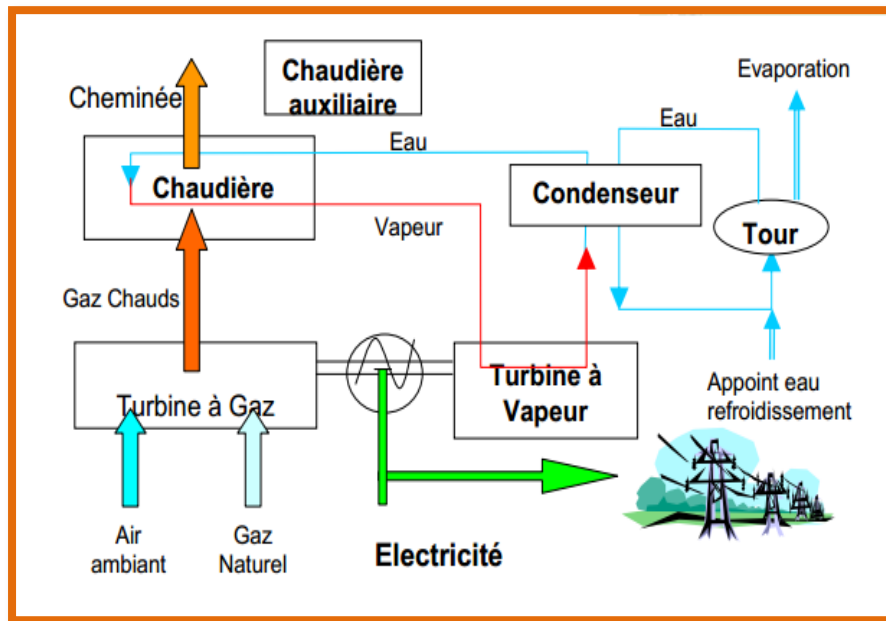 Chaudière
auxiliaire
Evaporation
Cheminée
Eau
Eau
Chaudière
Condenseur
Vapeur
Tour
Gaz Chauds
Turbine à Gaz
Turbine à
Vapeur
Appoint eau
refroidissement
Air
ambiant
Gaz
Naturel
Electricité